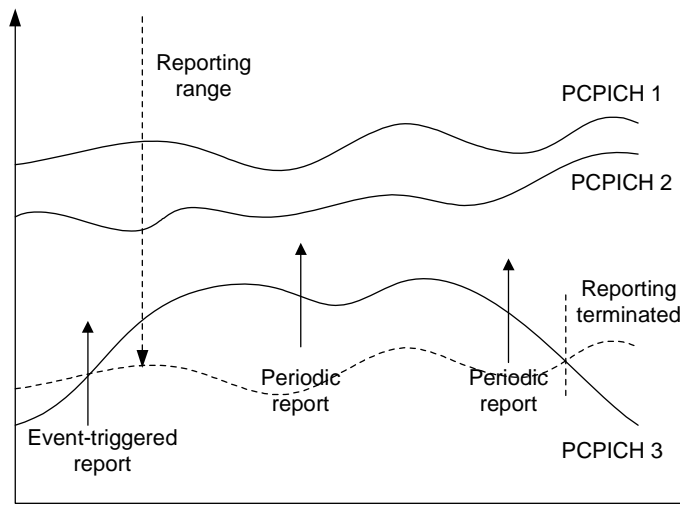 Reporting
range
PCPICH 1
PCPICH 2
Reporting
terminated
Periodic
report
Periodic
report
Event-triggered
report
PCPICH 3